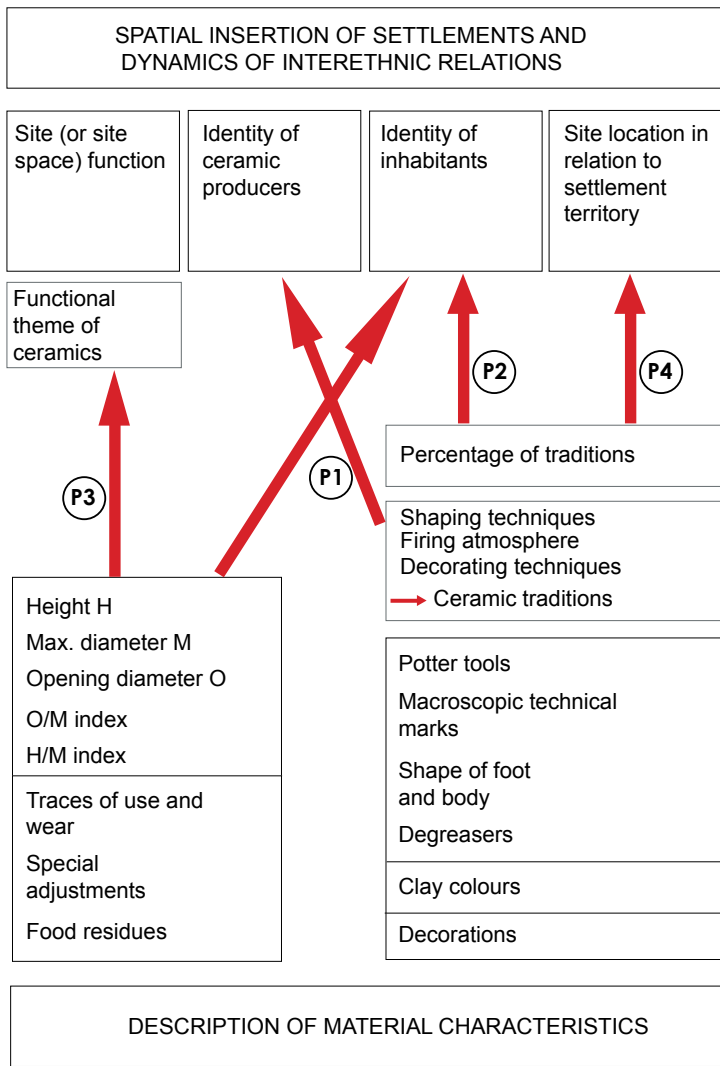 SPATIAL INSERTION OF SETTLEMENTS AND
DYNAMICS OF INTERETHNIC RELATIONS
Site (or site
space) function
Identity of
ceramic
producers
Identity of
inhabitants
Site location in
relation to
settlement
territory
Functional
theme of
ceramics
P2
P4
P3
P1
Percentage of traditions
Shaping techniques
Firing atmosphere
Decorating techniques
Ceramic traditions
Height H
Max. diameter M
Opening diameter O
O/M index
H/M index
Traces of use and
wear
Special
adjustments
Food residues
Potter tools
Macroscopic technical
marks
Shape of foot
and body
Degreasers
Clay colours
Decorations
DESCRIPTION OF MATERIAL CHARACTERISTICS